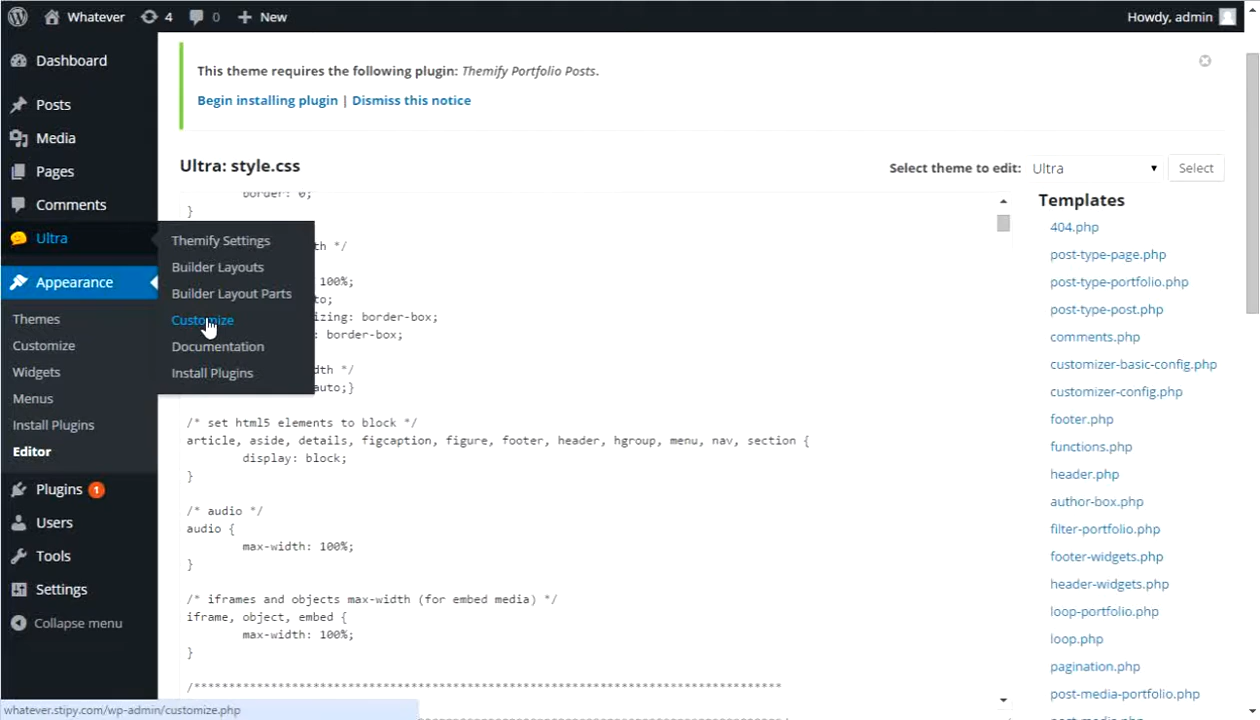 Whatever 4 0 New Howdy, admin
Dashboard
Posts
Media
Pages
Comments
Ultra
Appearance
Themes
Customize
Widgets
Menus
Install Plugins
Editor
Plugins 1
Users
Tools
Settings
Collapse menu
Themify Settings
Builder Layouts
Builder Layout Parts
Customize
Documentation
Install Plugins
This theme requires the following plugin: Themify Portfolio Posts.
Begin installing plugin | Dismiss this notice
Ultra: style.css
Select theme to edit: Ultra Select
border: 0;
}
th */
100%;
to;
izing: border-box;
: border-box;
dth */
auto;}
/* set html5 elements to block */
article, aside, details, figcaption, figure, footer, header, hgroup, menu, nav, section {
display: block;
}
/* audio */
audio {
max-width: 100%;
}
/* iframes and objects max-width (for embed media) */
iframe, object, embed {
max-width: 100%;
}
Templates
404.php
post-type-page.php
post-type-portfolio.php
post-type-post.php
comments.php
customizer-basic-config.php
customizer-config.php
footer.php
functions.php
header.php
author-box.php
filter-portfolio.php
footer-widgets.php
header-widgets.php
loop-portfolio.php
loop.php
pagination.php
post-media-portfolio.php
post-media.php
whatever.stipy.com/wp-admin/customize.php